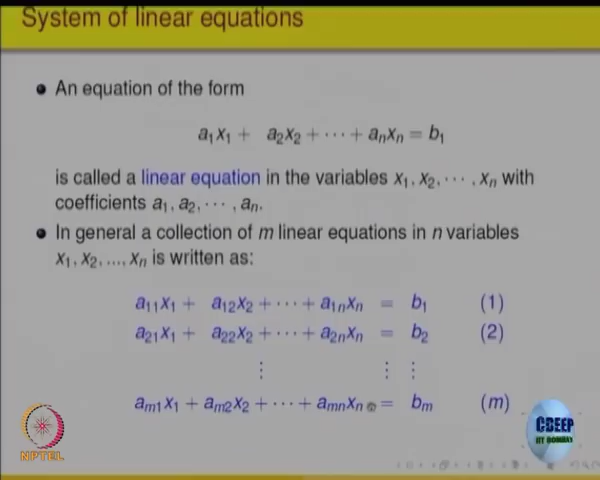 System of linear equations
An equation of the form
a₁x₁ + a₂x₂ + ··· + aₙxₙ = b₁
is called a linear equation in the variables x₁, x₂, ··· , xₙ with
coefficients a₁, a₂, ··· , aₙ.
In general a collection of m linear equations in n variables
x₁, x₂, ..., xₙ is written as:
a₁₁x₁ + a₁₂x₂ + ··· + a₁ₙxₙ = b₁ (1)
a₂₁x₁ + a₂₂x₂ + ··· + a₂ₙxₙ = b₂ (2)
⋮ ⋮ ⋮
aₘ₁x₁ + aₘ₂x₂ + ··· + aₘₙxₙ = bₘ (m)
NPTEL
CDEEP
IIT BOMBAY